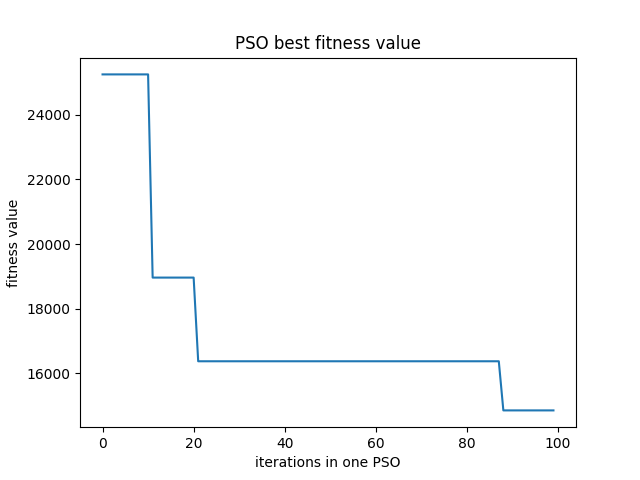 PSO best fitness value
fitness value
24000
22000
20000
18000
16000
0 20 40 60 80 100
iterations in one PSO